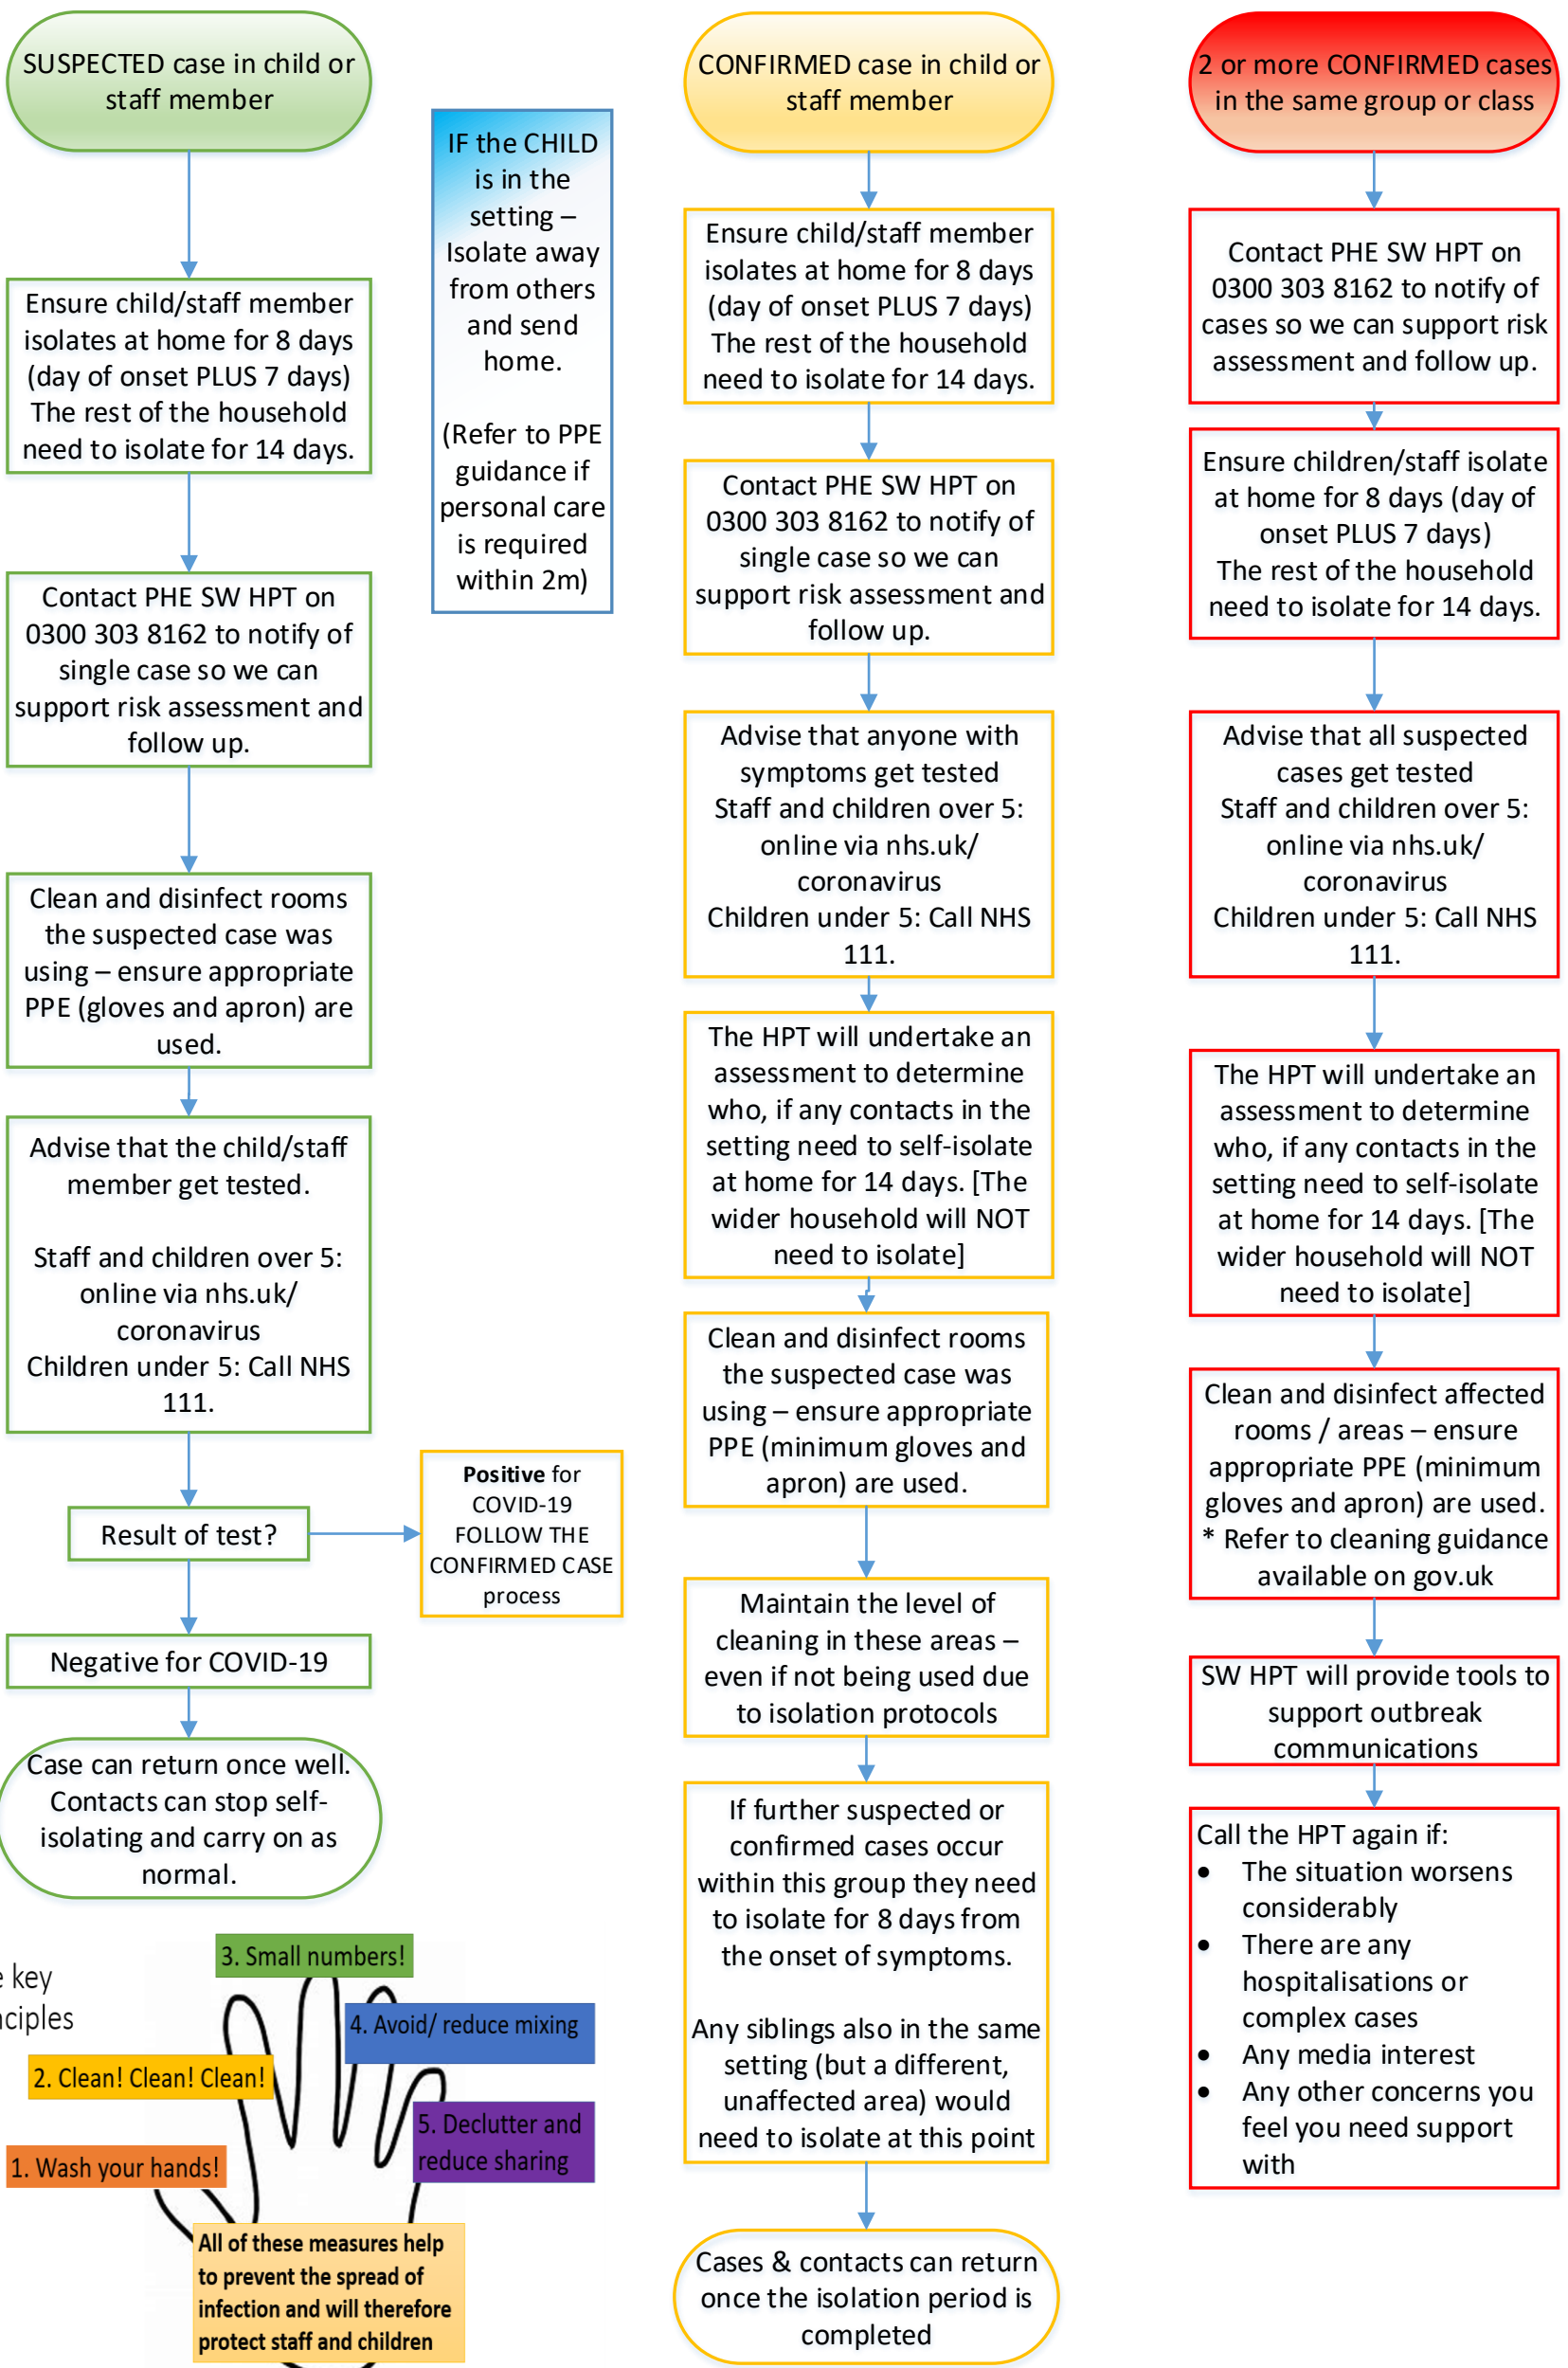 SUSPECTED case in child or
staff member
Ensure child/staff member
isolates at home for 8 days
(day of onset PLUS 7 days)
The rest of the household
need to isolate for 14 days.
Contact PHE SW HPT on
0300 303 8162 to notify of
single case so we can
support risk assessment and
follow up.
Clean and disinfect rooms
the suspected case was
using – ensure appropriate
PPE (gloves and apron) are
used.
Advise that the child/staff
member get tested.
Staff and children over 5:
online via nhs.uk/
coronavirus
Children under 5: Call NHS
111.
Result of test?
Positive for
COVID-19
FOLLOW THE
CONFIRMED CASE
process
Negative for COVID-19
Case can return once well.
Contacts can stop self-
isolating and carry on as
normal.
IF the CHILD
is in the
setting –
Isolate away
from others
and send
home.
(Refer to PPE
guidance if
personal care
is required
within 2m)
CONFIRMED case in child or
staff member
Ensure child/staff member
isolates at home for 8 days
(day of onset PLUS 7 days)
The rest of the household
need to isolate for 14 days.
Contact PHE SW HPT on
0300 303 8162 to notify of
single case so we can
support risk assessment and
follow up.
Advise that anyone with
symptoms get tested
Staff and children over 5:
online via nhs.uk/
coronavirus
Children under 5: Call NHS
111.
The HPT will undertake an
assessment to determine
who, if any contacts in the
setting need to self-isolate
at home for 14 days. [The
wider household will NOT
need to isolate]
Clean and disinfect rooms
the suspected case was
using – ensure appropriate
PPE (minimum gloves and
apron) are used.
Maintain the level of
cleaning in these areas –
even if not being used due
to isolation protocols
If further suspected or
confirmed cases occur
within this group they need
to isolate for 8 days from
the onset of symptoms.
Any siblings also in the same
setting (but a different,
unaffected area) would
need to isolate at this point
Cases & contacts can return
once the isolation period is
completed
2 or more CONFIRMED cases
in the same group or class
Contact PHE SW HPT on
0300 303 8162 to notify of
cases so we can support risk
assessment and follow up.
Ensure children/staff isolate
at home for 8 days (day of
onset PLUS 7 days)
The rest of the household
need to isolate for 14 days.
Advise that all suspected
cases get tested
Staff and children over 5:
online via nhs.uk/
coronavirus
Children under 5: Call NHS
111.
The HPT will undertake an
assessment to determine
who, if any contacts in the
setting need to self-isolate
at home for 14 days. [The
wider household will NOT
need to isolate]
Clean and disinfect affected
rooms / areas – ensure
appropriate PPE (minimum
gloves and apron) are used.
* Refer to cleaning guidance
available on gov.uk
SW HPT will provide tools to
support outbreak
communications
Call the HPT again if:
• The situation worsens
considerably
• There are any
hospitalisations or
complex cases
• Any media interest
• Any other concerns you
feel you need support
with
key
3. Small numbers!
4. Avoid/ reduce mixing
2. Clean! Clean! Clean!
5. Declutter and
reduce sharing
1. Wash your hands!
All of these measures help
to prevent the spread of
infection and will therefore
protect staff and children